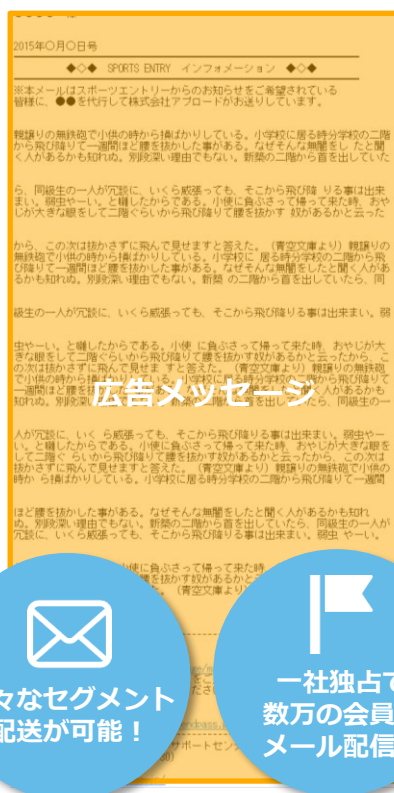 2015年○月○日号
◆◇◆ SPORTS ENTRY インフォメーション ◆◇◆
※本メールはスポーツエントリーからのお知らせをご希望されている
皆様に、●●を代行して株式会社アブロードがお送りしています。
親譲りの無鉄砲で小供の時から損ばかりしている。小学校に居る時分学校の二階
から飛び降りて一週間ほど腰を抜かした事がある。なぜそんな無闇をし たと聞
く人があるかも知れぬ。別段深い理由でもない。新築の二階から首を出していた
ら、同級生の一人が冗談に、いくら威張っても、そこから飛び降 りる事は出来
まい。弱虫やーい。と囃したからである。小使に負ぶさって帰って来た時、おや
じが大きな眼をして二階ぐらいから飛び降りて腰を抜かす 奴があるかと云った
から、この次は抜かさずに飛んで見せますと答えた。（青空文庫より）親譲りの
無鉄砲で小供の時から損ばかりしている。小学校に 居る時分学校の二階から飛
び降りて一週間ほど腰を抜かした事がある。なぜそんな無闇をしたと聞く人があ
るかも知れぬ。別段深い理由でもない。新築 の二階から首を出していたら、同
級生の一人が冗談に、いくら威張っても、そこから飛び降りる事は出来まい。弱
虫やーい。と囃したからである。小使 に負ぶさって帰って来た時、おやじが大
きな眼をして二階ぐらいから飛び降りて腰を抜かす奴があるかと云ったから、こ
の次は抜かさずに飛んで見せま すと答えた。（青空文庫より）親譲りの無鉄砲
広告メッセージ
人が冗談に、いく ら威張っても、そこから飛び降りる事は出来まい。弱虫やー
い。と囃したからである。小使に負ぶさって帰って来た時、おやじが大きな眼を
して二階ぐ らいから飛び降りて腰を抜かす奴があるかと云ったから、この次は
抜かさずに飛んで見せますと答えた。（青空文庫より）親譲りの無鉄砲で小供の
時か ら損ばかりしている。小学校に居る時分学校の二階から飛び降りて一週間
ほど腰を抜かした事がある。なぜそんな無闇をしたと聞く人があるかも知れ
ぬ。別段深い理由でもない。新築の二階から首を出していたら、同級生の一人が
冗談に、いくら威張っても、そこから飛び降りる事は出来まい。弱虫 やーい。
に負ぶさって帰って来た時
腰を抜かす奴があるかと
（青空文庫より）
々なセグメント
配送が可能！
一社独占で
数万の会員
メール配信
サポートセン